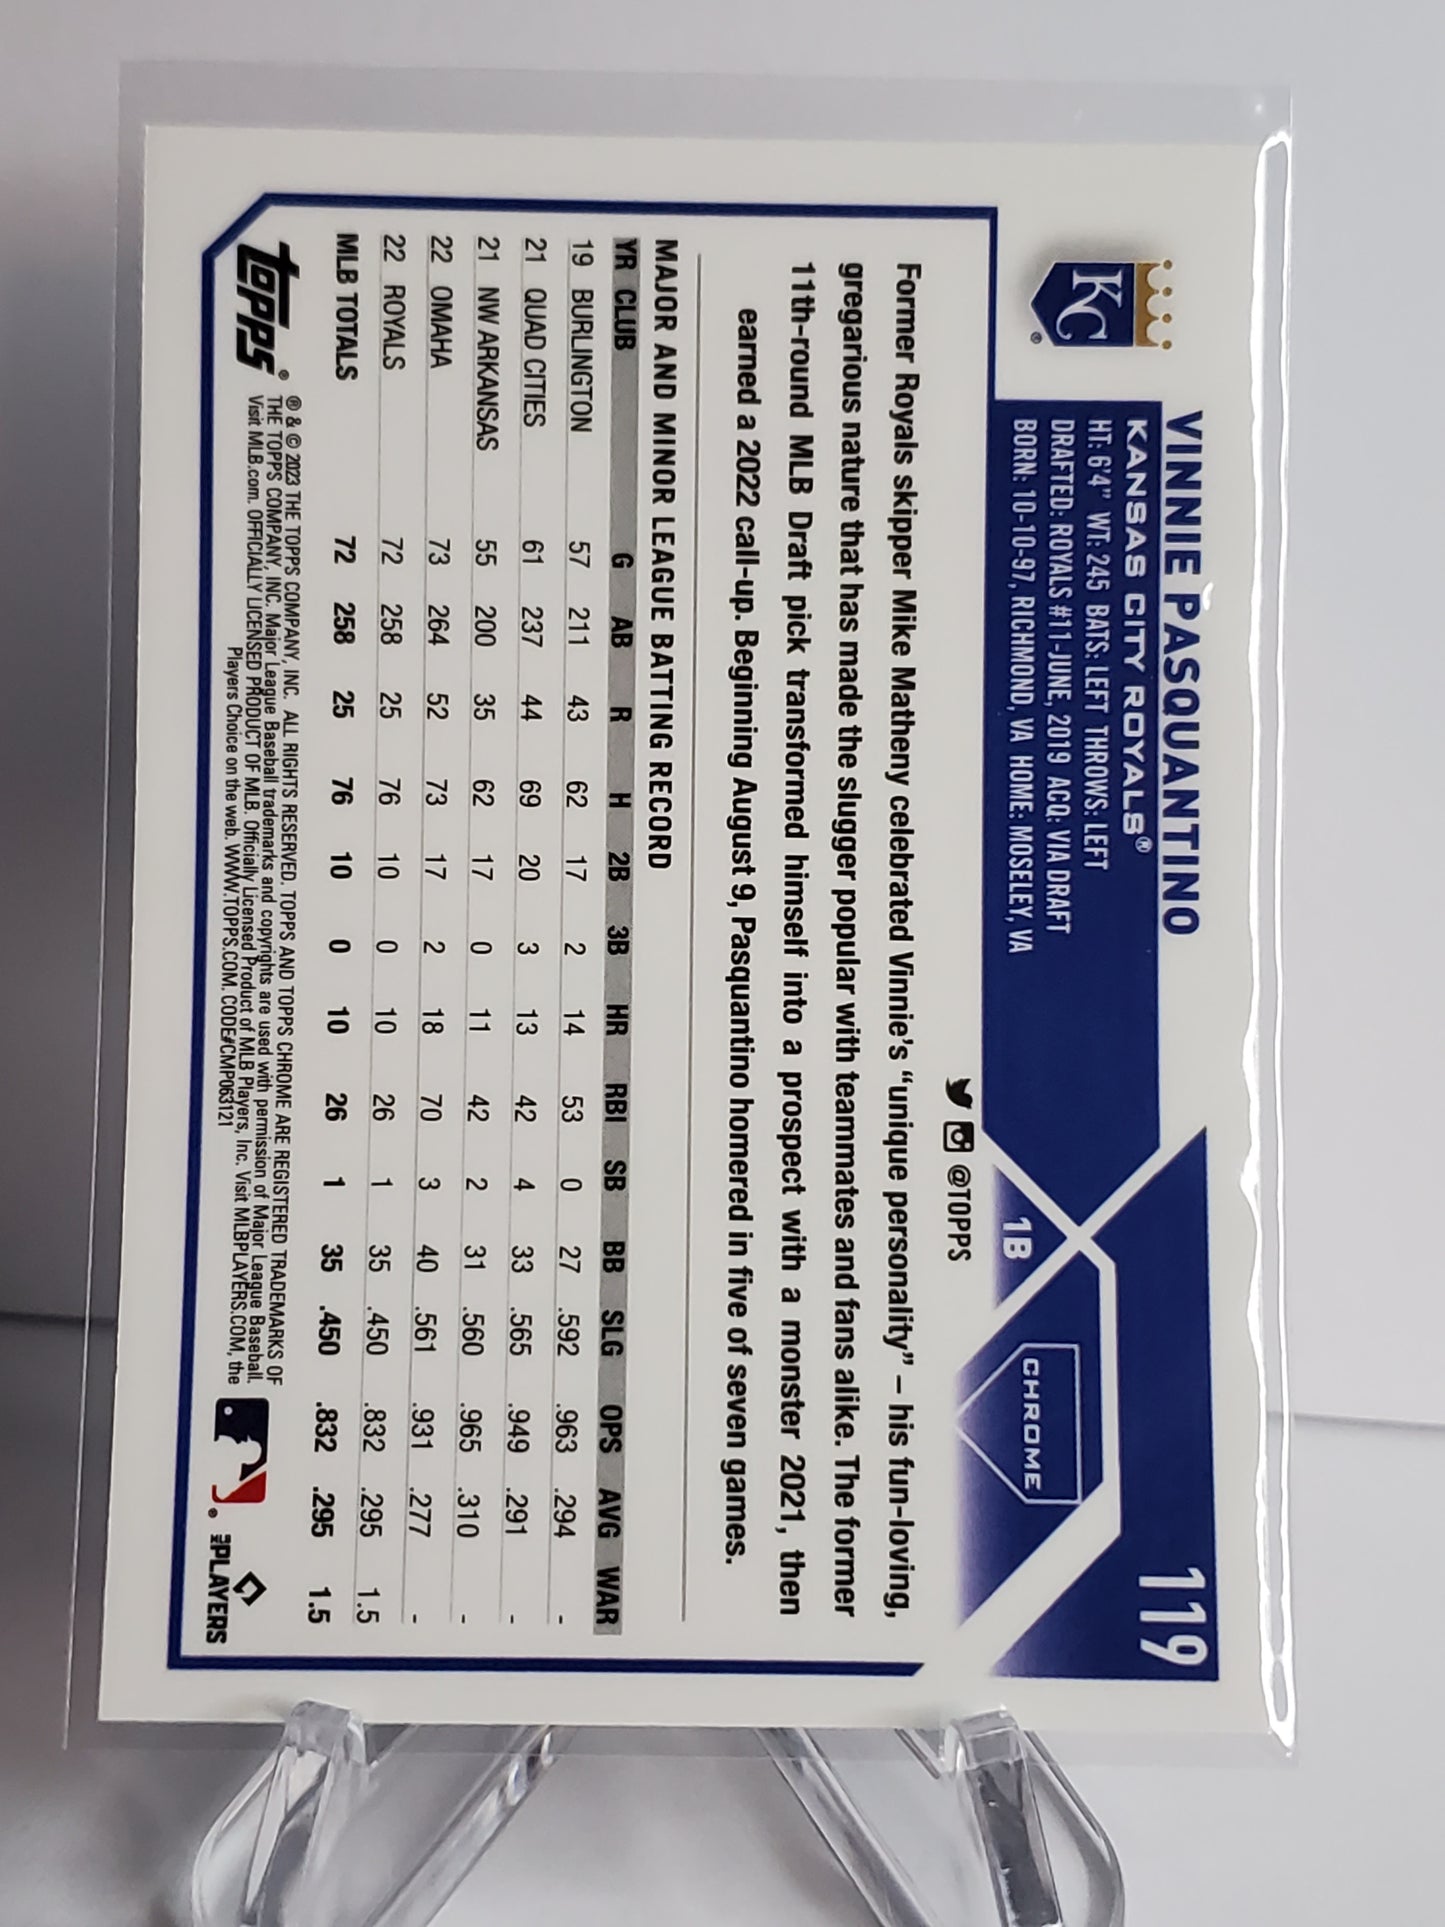 KC®
VINNIE PASQUANTINO
119
KANSAS CITY ROYALS®
HT: 6'4" WT: 245 BATS: LEFT THROWS: LEFT
DRAFTED: ROYALS #11-JUNE, 2019 ACQ: VIA DRAFT
BORN: 10-10-97, RICHMOND, VA HOME: MOSELEY, VA
1B
CHROME
@TOPPS
Former Royals skipper Mike Matheny celebrated Vinnie's “unique personality” – his fun-loving,
gregarious nature that has made the slugger popular with teammates and fans alike. The former
11th-round MLB Draft pick transformed himself into a prospect with a monster 2021, then
earned a 2022 call-up. Beginning August 9, Pasquantino homered in five of seven games.
MAJOR AND MINOR LEAGUE BATTING RECORD
YR CLUB G AB R H 2B 3B HR RBI SB BB SLG OPS AVG WAR
19 BURLINGTON 57 211 43 62 17 2 14 53 0 27 .592 .963 .294 -
21 QUAD CITIES 61 237 44 69 20 3 13 42 4 33 .565 .949 .291 -
21 NW ARKANSAS 55 200 35 62 17 0 11 42 2 31 .560 .965 .310 -
22 OMAHA 73 264 52 73 17 2 18 70 3 40 .561 .931 .277 -
22 ROYALS 72 258 25 76 10 0 10 26 1 35 .450 .832 .295 1.5
MLB TOTALS 72 258 25 76 10 0 10 26 1 35 .450 .832 .295 1.5
topps®
® & © 2023 THE TOPPS COMPANY, INC. ALL RIGHTS RESERVED. TOPPS AND TOPPS CHROME ARE REGISTERED TRADEMARKS OF
THE TOPPS COMPANY, INC. Major League Baseball trademarks and copyrights are used with permission of Major League Baseball.
Visit MLB.com. OFFICIALLY LICENSED PRODUCT OF MLB. Officially Licensed Product of MLB Players, Inc. Visit MLBPLAYERS.COM, the
Players Choice on the web. WWW.TOPPS.COM. CODE#CMP063121
MLB PLAYERS